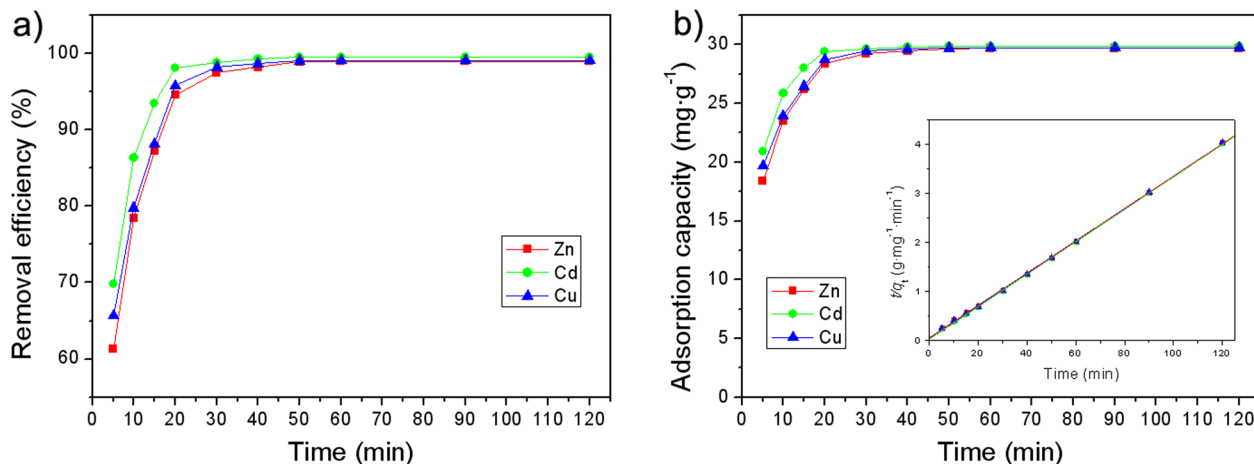 a)
Removal efficiency (%)
100
90
80
70
60
Zn
Cd
Cu
0 10 20 30 40 50 60 70 80 90 100 110 120
Time (min)
b)
Adsorption capacity (mg·g⁻¹)
30
25
20
15
10
5
0
Zn
Cd
Cu
0 10 20 30 40 50 60 70 80 90 100 110 120
Time (min)
t/qₜ (g·mg⁻¹·min⁻¹)
4
3
2
1
0
0 20 40 60 80 100 120
Time (min)